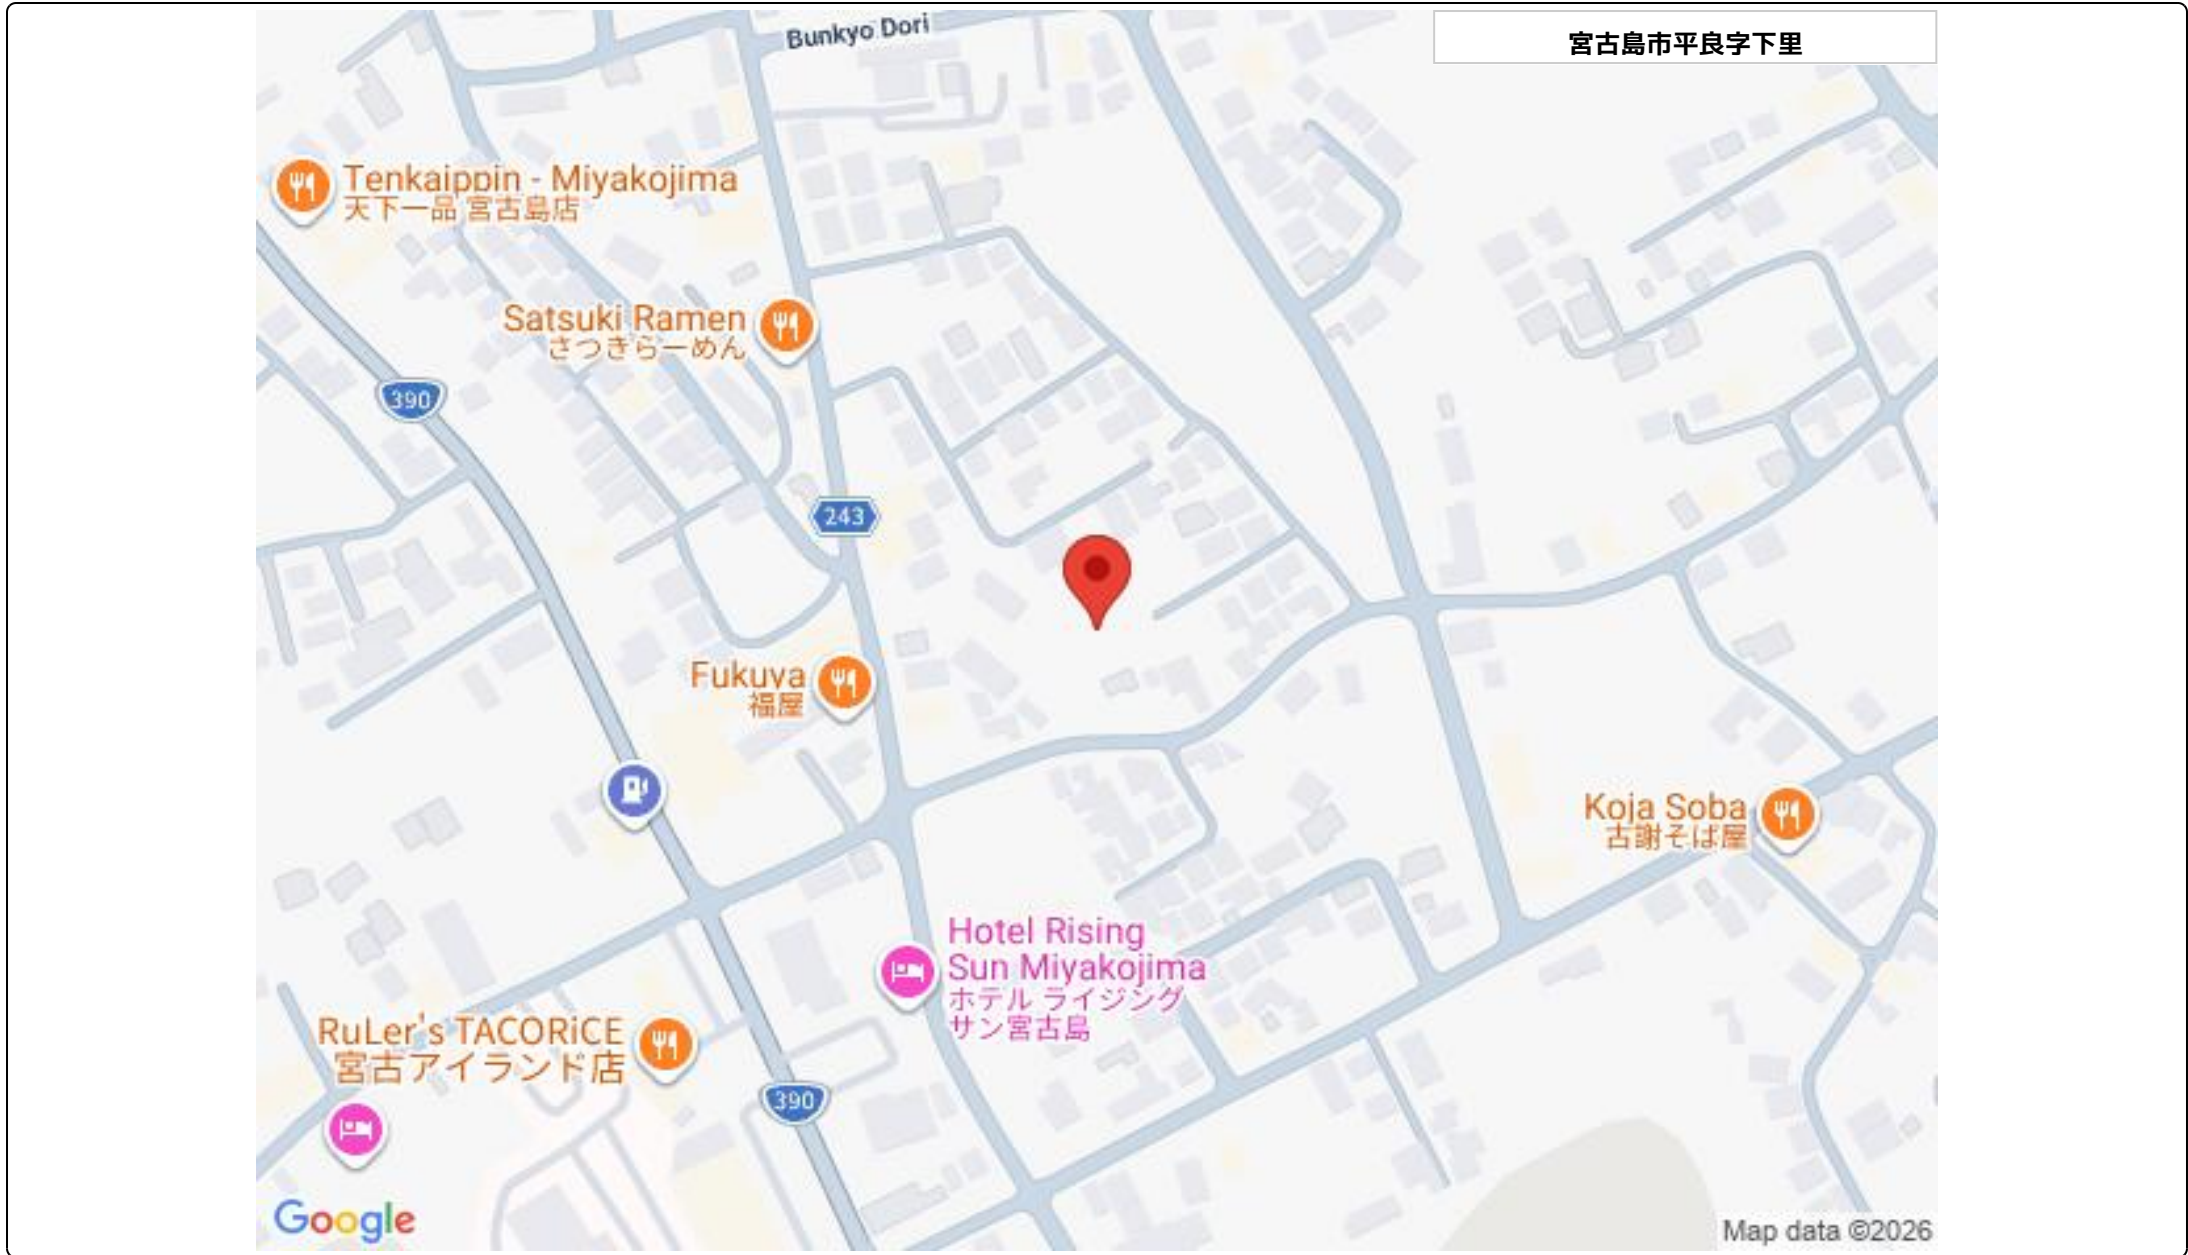 Bunkyo Dori
宮古島市平良字下里
Tenkaippin - Miyakojima
天下一品 宮古島店
Satsuki Ramen
さつきらーめん
390
243
Fukuya
福屋
Koja Soba
古謝そば屋
Hotel Rising
Sun Miyakojima
ホテル ライジング
サン宮古島
RuLer's TACORiCE
宮古アイランド店
390
Google
Map data ©2026